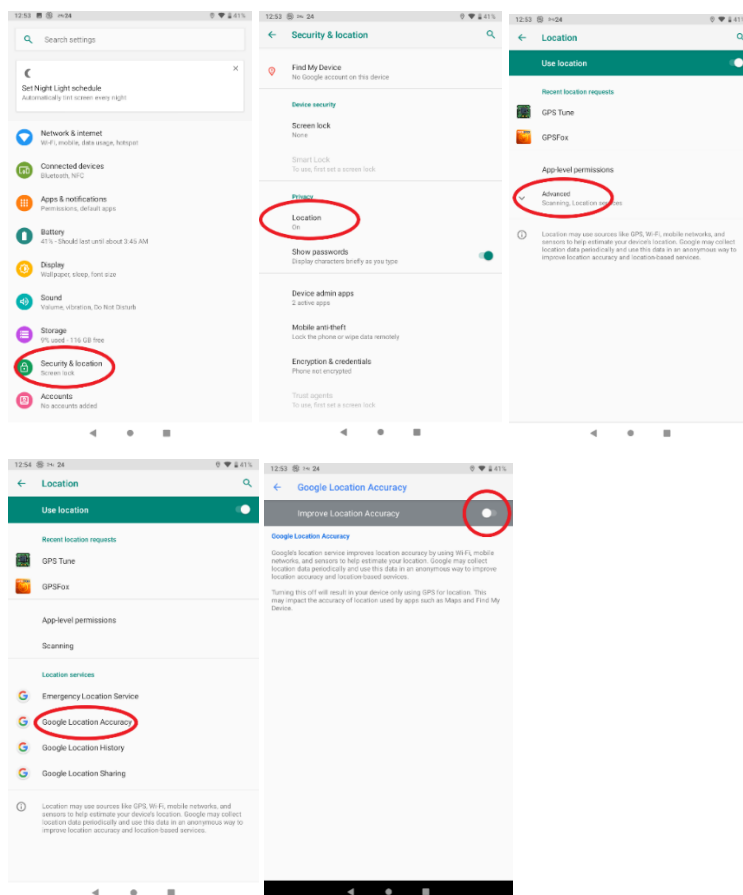 12:53 24 41%
Search settings
Set Night Light schedule
Automatically tint screen every night
Network & internet
Wi-Fi, mobile, data usage, hotspot
Connected devices
Bluetooth, NFC
Apps & notifications
Permissions, default apps
Battery
41% - Should last until about 3:45 AM
Display
Wallpaper, sleep, font size
Sound
Volume, vibration, Do Not Disturb
Storage
9% used - 116 GB free
Security & location
Screen lock
Accounts
No accounts added
12:53 24 41%
Security & location
Find My Device
No Google account on this device
Device security
Screen lock
None
Smart Lock
To use, first set a screen lock
Privacy
Location
On
Show passwords
Display characters briefly as you type
Device admin apps
2 active apps
Mobile anti-theft
Lock the phone or wipe data remotely
Encryption & credentials
Phone not encrypted
Trust agents
To use, first set a screen lock
12:53 24 41%
Location
Use location
Recent location requests
GPS Tune
GPSFox
App-level permissions
Advanced
Scanning, Location services
Location may use sources like GPS, Wi-Fi, mobile networks, and
sensors to help estimate your device's location. Google may collect
location data periodically and use this data in an anonymous way to
improve location accuracy and location-based services.
12:54 24 41%
Location
Use location
Recent location requests
GPS Tune
GPSFox
App-level permissions
Scanning
Location services
Emergency Location Service
Google Location Accuracy
Google Location History
Google Location Sharing
Location may use sources like GPS, Wi-Fi, mobile networks, and
sensors to help estimate your device's location. Google may collect
location data periodically and use this data in an anonymous way to
improve location accuracy and location-based services.
12:53 24 41%
Google Location Accuracy
Improve Location Accuracy
Google Location Accuracy
Google's location service improves location accuracy by using Wi-Fi, mobile
networks, and sensors to help estimate your location. Google may collect
location data periodically and use this data in an anonymous way to improve
location accuracy and location-based services.
Turning this off will result in your device only using GPS for location. This
may impact the accuracy of location used by apps such as Maps and Find My
Device.